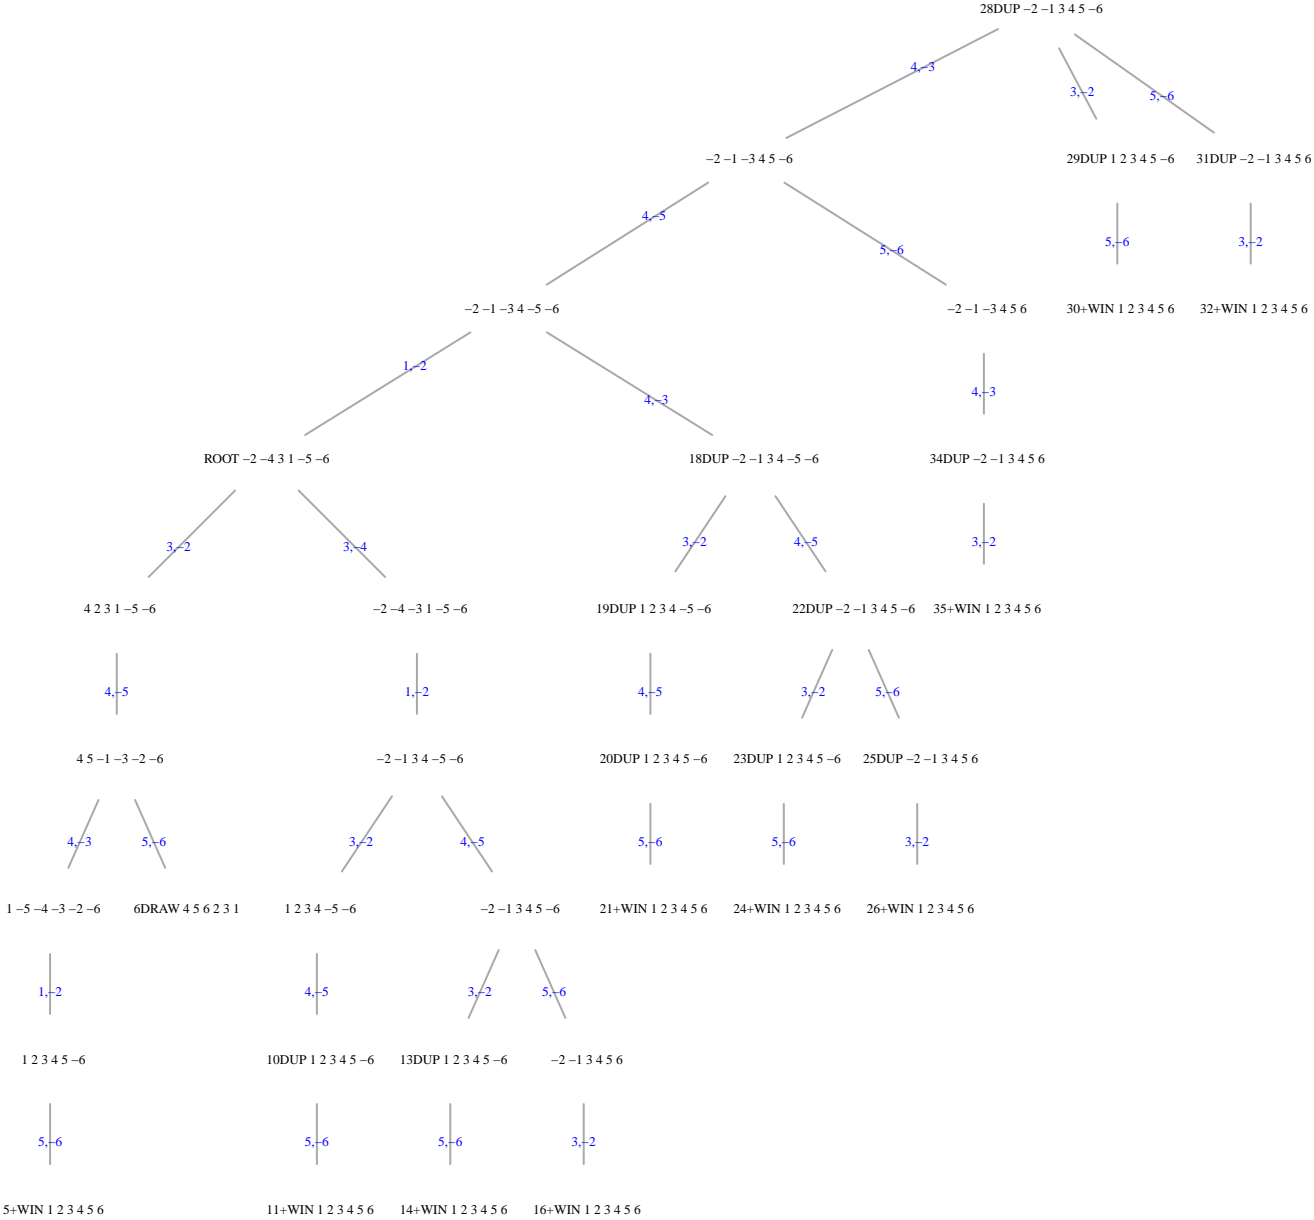 28DUP −2 −1 3 4 5 −6
4,−3
3,−2
5,−6
−2 −1 −3 4 5 −6
29DUP 1 2 3 4 5 −6
31DUP −2 −1 3 4 5 6
4,−5
5,−6
5,−6
3,−2
−2 −1 −3 4 −5 −6
−2 −1 −3 4 5 6
30+WIN 1 2 3 4 5 6
32+WIN 1 2 3 4 5 6
1,−2
4,−3
4,−3
ROOT −2 −4 3 1 −5 −6
18DUP −2 −1 3 4 −5 −6
34DUP −2 −1 3 4 5 6
3,−2
3,−4
3,−2
4,−5
3,−2
4 2 3 1 −5 −6
−2 −4 −3 1 −5 −6
19DUP 1 2 3 4 −5 −6
22DUP −2 −1 3 4 5 −6
35+WIN 1 2 3 4 5 6
4,−5
1,−2
4,−5
3,−2
5,−6
4 5 −1 −3 −2 −6
−2 −1 3 4 −5 −6
20DUP 1 2 3 4 5 −6
23DUP 1 2 3 4 5 −6
25DUP −2 −1 3 4 5 6
4,−3
5,−6
3,−2
4,−5
5,−6
5,−6
3,−2
1 −5 −4 −3 −2 −6
6DRAW 4 5 6 2 3 1
1 2 3 4 −5 −6
−2 −1 3 4 5 −6
21+WIN 1 2 3 4 5 6
24+WIN 1 2 3 4 5 6
26+WIN 1 2 3 4 5 6
1,−2
4,−5
3,−2
5,−6
1 2 3 4 5 −6
10DUP 1 2 3 4 5 −6
13DUP 1 2 3 4 5 −6
−2 −1 3 4 5 6
5,−6
5,−6
5,−6
3,−2
5+WIN 1 2 3 4 5 6
11+WIN 1 2 3 4 5 6
14+WIN 1 2 3 4 5 6
16+WIN 1 2 3 4 5 6